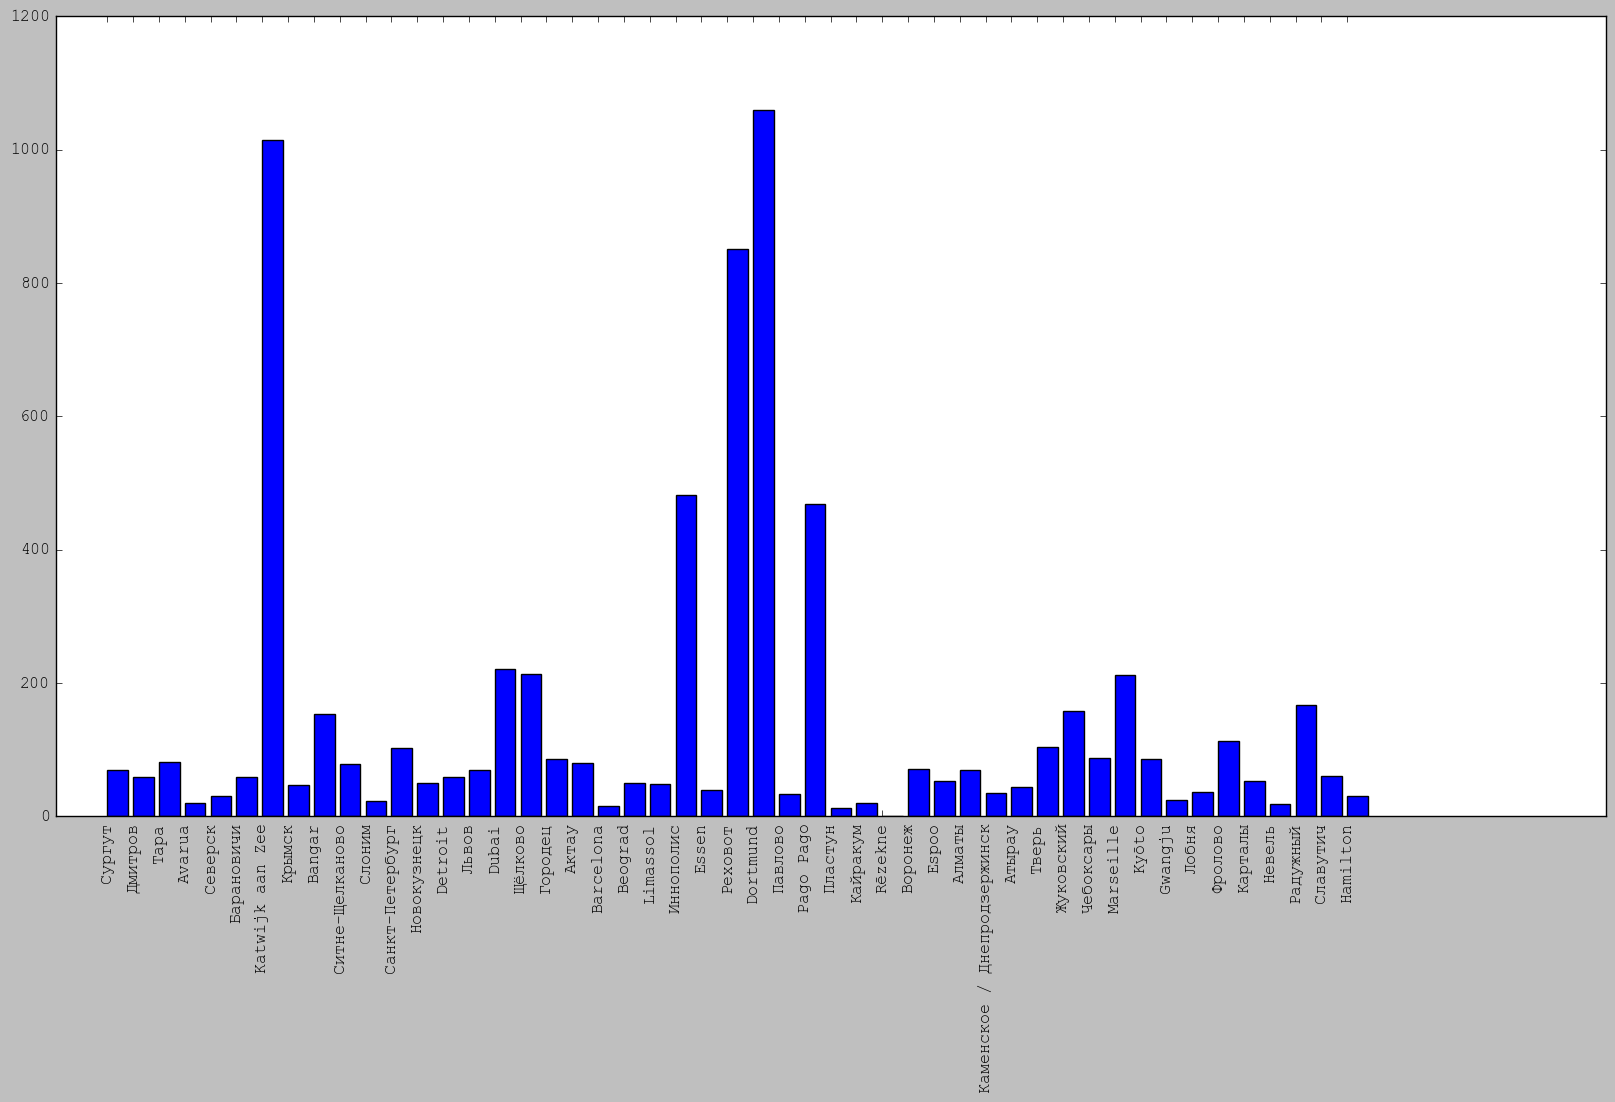 1200
1000
800
600
400
200
0
Сургут
Дмитров
Тара
Avarua
Северск
Барановичи
Katwijk aan Zee
Крымск
Bangar
Ситне-Щелканово
Слоним
Санкт-Петербург
Новокузнецк
Detroit
Львов
Dubai
Щёлково
Городец
Актау
Barcelona
Beograd
Limassol
Иннополис
Essen
Реховот
Dortmund
Павлово
Pago Pago
Пластун
Кайракум
Rēzekne
Воронеж
Espoo
Алматы
Каменское / Днепродзержинск
Атырау
Тверь
Жуковский
Чебоксары
Marseille
Kyōto
Gwangju
Лобня
Фролово
Карталы
Невель
Радужный
Славутич
Hamilton